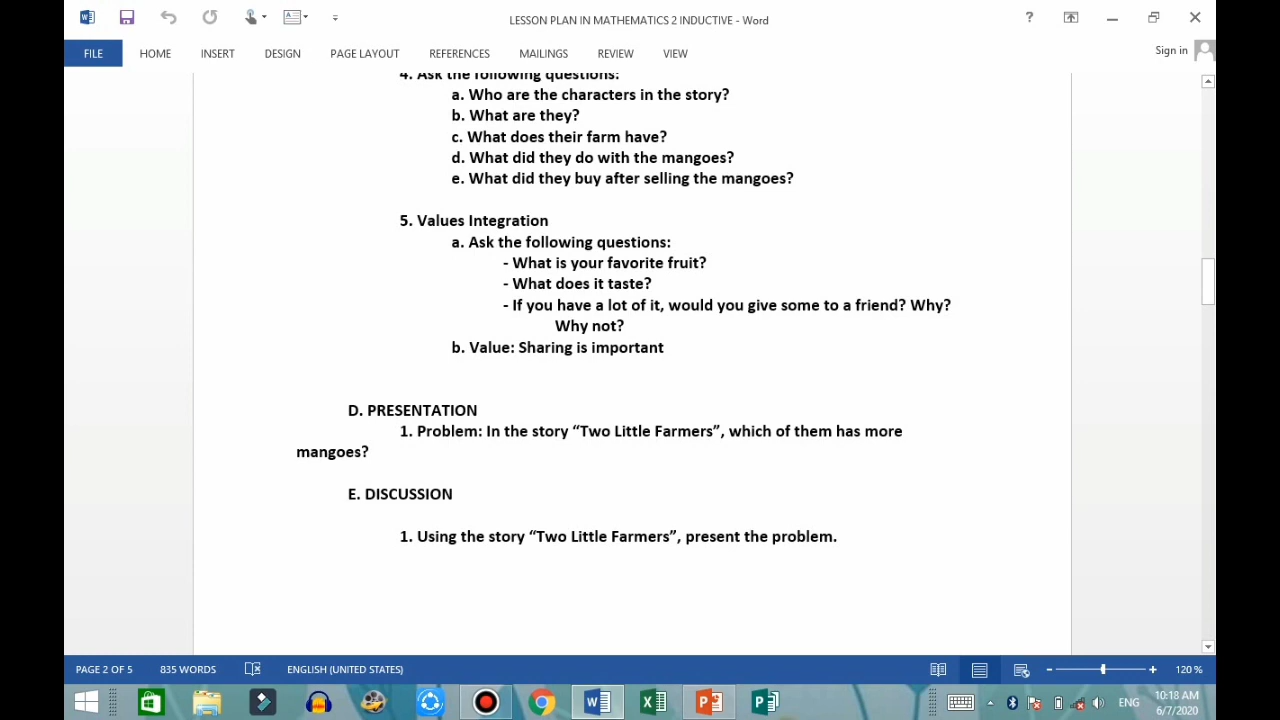 LESSON PLAN IN MATHEMATICS 2 INDUCTIVE - Word
FILE HOME INSERT DESIGN PAGE LAYOUT REFERENCES MAILINGS REVIEW VIEW Sign in
4. Ask the following questions:
a. Who are the characters in the story?
b. What are they?
c. What does their farm have?
d. What did they do with the mangoes?
e. What did they buy after selling the mangoes?
5. Values Integration
a. Ask the following questions:
- What is your favorite fruit?
- What does it taste?
- If you have a lot of it, would you give some to a friend? Why?
Why not?
b. Value: Sharing is important
D. PRESENTATION
1. Problem: In the story “Two Little Farmers”, which of them has more
mangoes?
E. DISCUSSION
1. Using the story “Two Little Farmers”, present the problem.
PAGE 2 OF 5 835 WORDS ENGLISH (UNITED STATES) 120 %
ENG 10:18 AM
6/7/2020